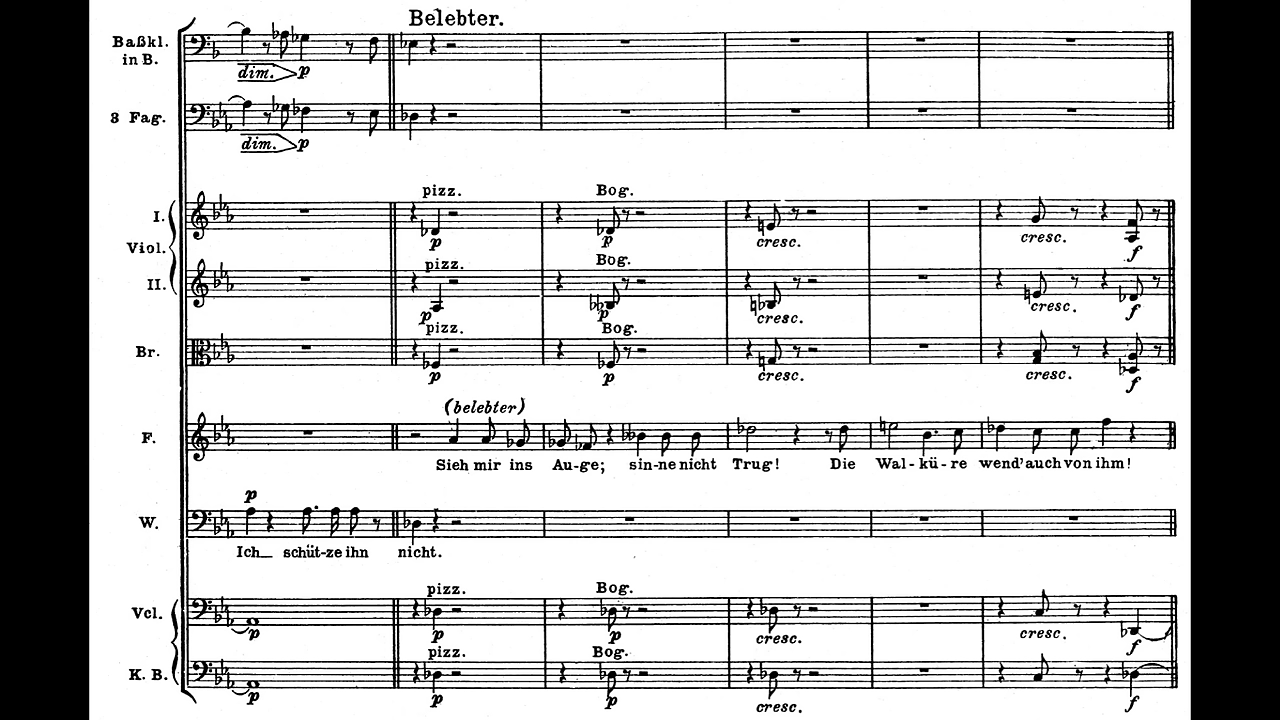 Belebter.
Baßkl.
in B.
dim. p
3 Fag.
dim. p
pizz. Bog.
I.
p p cresc. cresc. f
Viol.
pizz. Bog.
II.
p p cresc. cresc. f
pizz. Bog.
Br.
p p cresc. cresc. f
(belebter)
F.
Sieh mir ins Au-ge; sin-ne nicht Trug! Die Wal-kü-re wend' auch von ihm!
p
W.
Ich_ schüt-ze ihn nicht.
pizz. Bog.
Vcl.
p p p cresc. cresc. f
pizz. Bog.
K. B.
p p p cresc. f